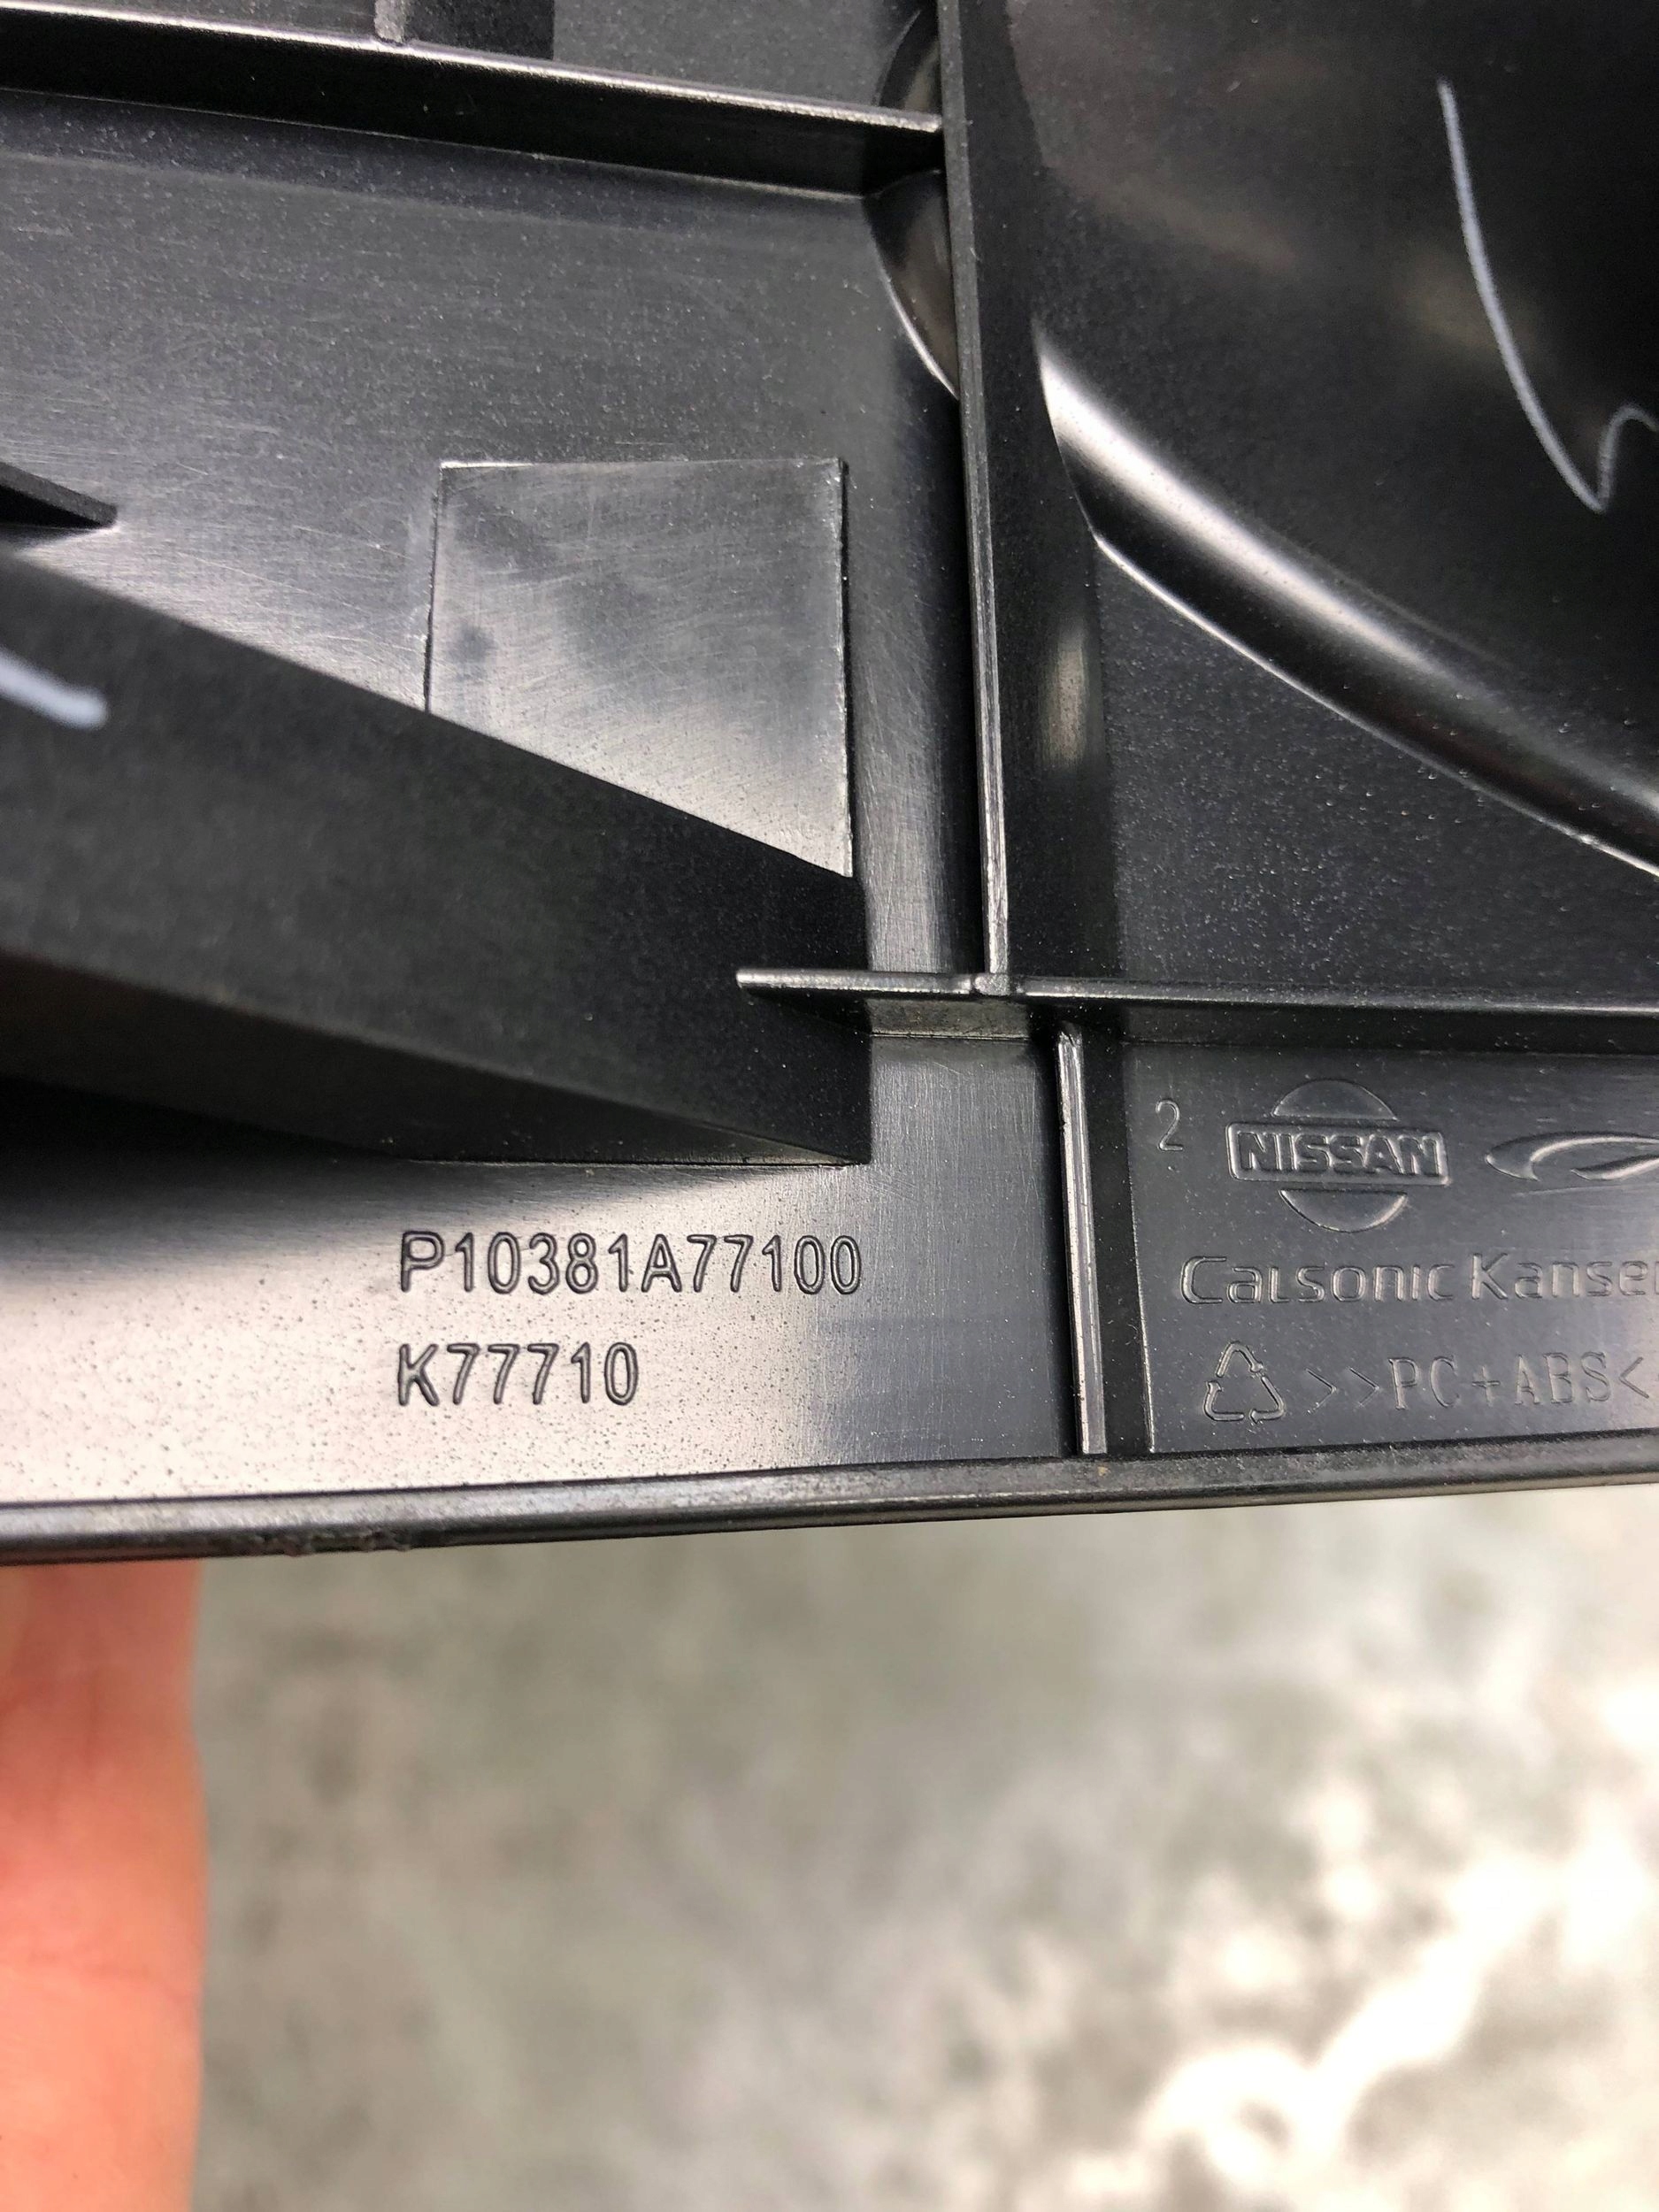 2 NISSAN
Calsonic Kansei
>>PC+ABS<
P10381A77100
K77710